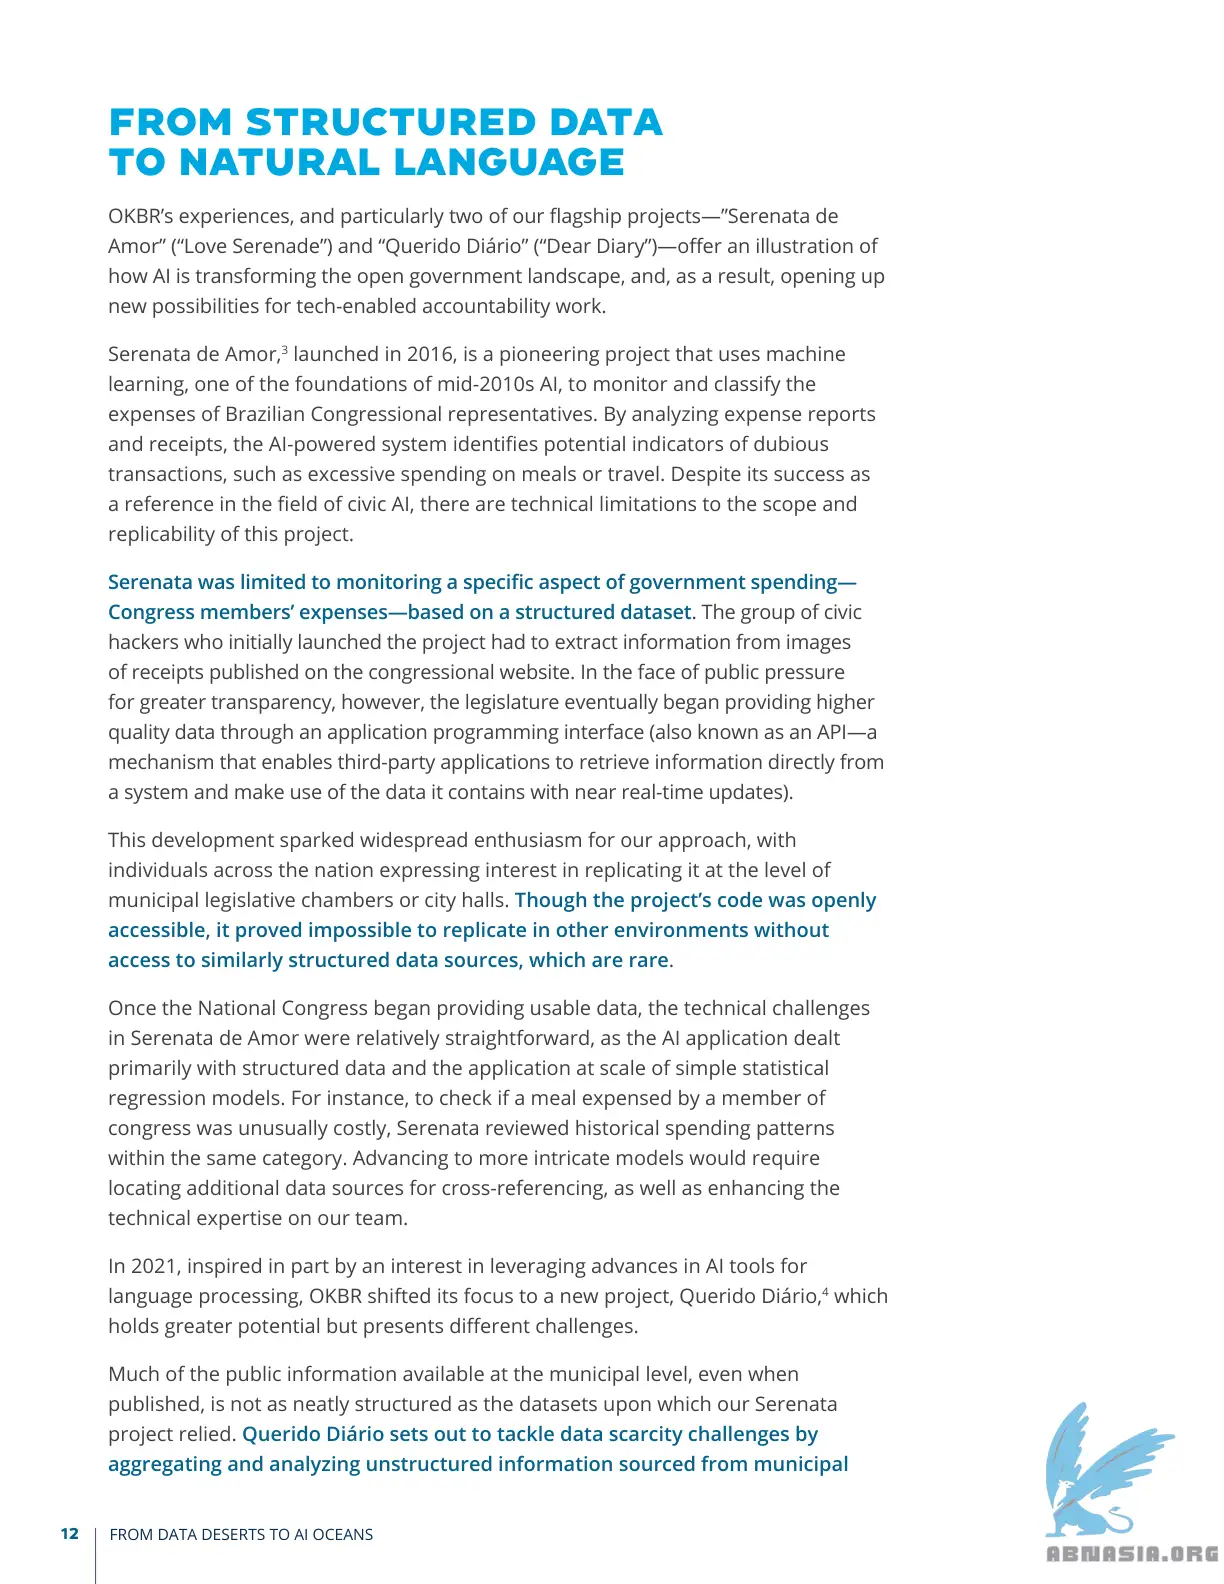 FROM STRUCTURED DATA
TO NATURAL LANGUAGE
OKBR’s experiences, and particularly two of our flagship projects—”Serenata de
Amor” (“Love Serenade”) and “Querido Diário” (“Dear Diary”)—offer an illustration of
how AI is transforming the open government landscape, and, as a result, opening up
new possibilities for tech-enabled accountability work.
Serenata de Amor,3 launched in 2016, is a pioneering project that uses machine
learning, one of the foundations of mid-2010s AI, to monitor and classify the
expenses of Brazilian Congressional representatives. By analyzing expense reports
and receipts, the AI-powered system identifies potential indicators of dubious
transactions, such as excessive spending on meals or travel. Despite its success as
a reference in the field of civic AI, there are technical limitations to the scope and
replicability of this project.
Serenata was limited to monitoring a specific aspect of government spending—
Congress members’ expenses—based on a structured dataset. The group of civic
hackers who initially launched the project had to extract information from images
of receipts published on the congressional website. In the face of public pressure
for greater transparency, however, the legislature eventually began providing higher
quality data through an application programming interface (also known as an API—a
mechanism that enables third-party applications to retrieve information directly from
a system and make use of the data it contains with near real-time updates).
This development sparked widespread enthusiasm for our approach, with
individuals across the nation expressing interest in replicating it at the level of
municipal legislative chambers or city halls. Though the project’s code was openly
accessible, it proved impossible to replicate in other environments without
access to similarly structured data sources, which are rare.
Once the National Congress began providing usable data, the technical challenges
in Serenata de Amor were relatively straightforward, as the AI application dealt
primarily with structured data and the application at scale of simple statistical
regression models. For instance, to check if a meal expensed by a member of
congress was unusually costly, Serenata reviewed historical spending patterns
within the same category. Advancing to more intricate models would require
locating additional data sources for cross-referencing, as well as enhancing the
technical expertise on our team.
In 2021, inspired in part by an interest in leveraging advances in AI tools for
language processing, OKBR shifted its focus to a new project, Querido Diário,4 which
holds greater potential but presents different challenges.
Much of the public information available at the municipal level, even when
published, is not as neatly structured as the datasets upon which our Serenata
project relied. Querido Diário sets out to tackle data scarcity challenges by
aggregating and analyzing unstructured information sourced from municipal
12 FROM DATA DESERTS TO AI OCEANS
ABNASIA.ORG